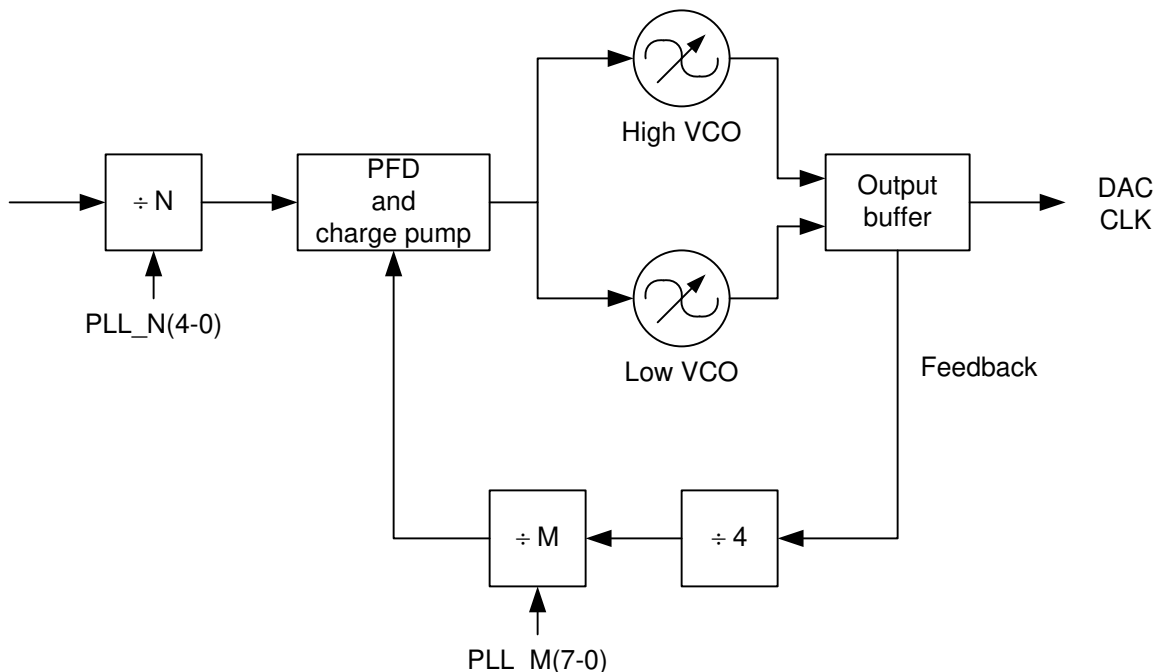 High VCO
÷ N
PFD
and
charge pump
Output
buffer
DAC
CLK
PLL_N(4-0)
Low VCO
Feedback
÷ M
÷ 4
PLL_M(7-0)